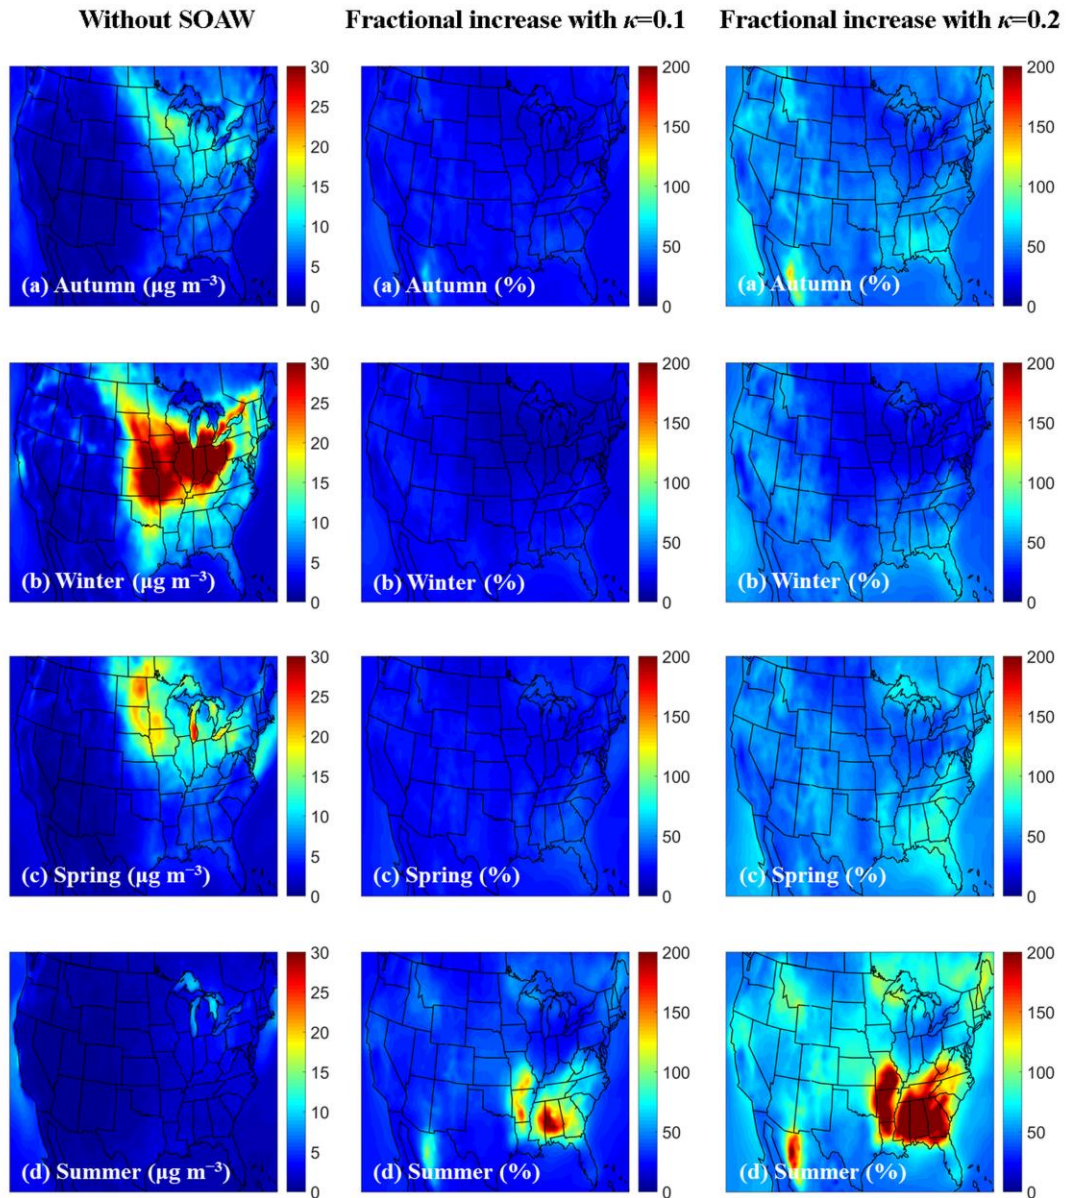 Without SOAW Fractional increase with κ=0.1 Fractional increase with κ=0.2
30 200 200
25
150 150
20
15 100 100
10
50 50
5
(a) Autumn (µg m⁻³) (a) Autumn (%) (a) Autumn (%)
0 0 0
30 200 200
25
150 150
20
15 100 100
10
50 50
5
(b) Winter (µg m⁻³) (b) Winter (%) (b) Winter (%)
0 0 0
30 200 200
25
150 150
20
15 100 100
10
50 50
5
(c) Spring (µg m⁻³) (c) Spring (%) (c) Spring (%)
0 0 0
30 200 200
25
150 150
20
15 100 100
10
50 50
5
(d) Summer (µg m⁻³) (d) Summer (%) (d) Summer (%)
0 0 0